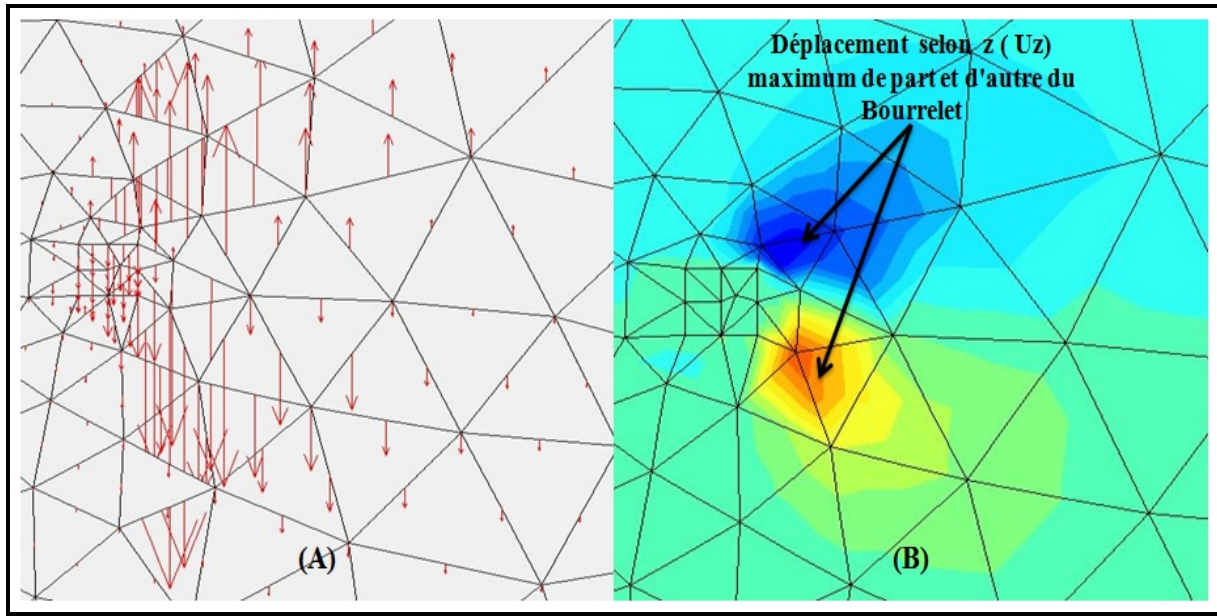 Déplacement selon z ( Uz)
maximum de part et d'autre du
Bourrelet
(A)
(B)